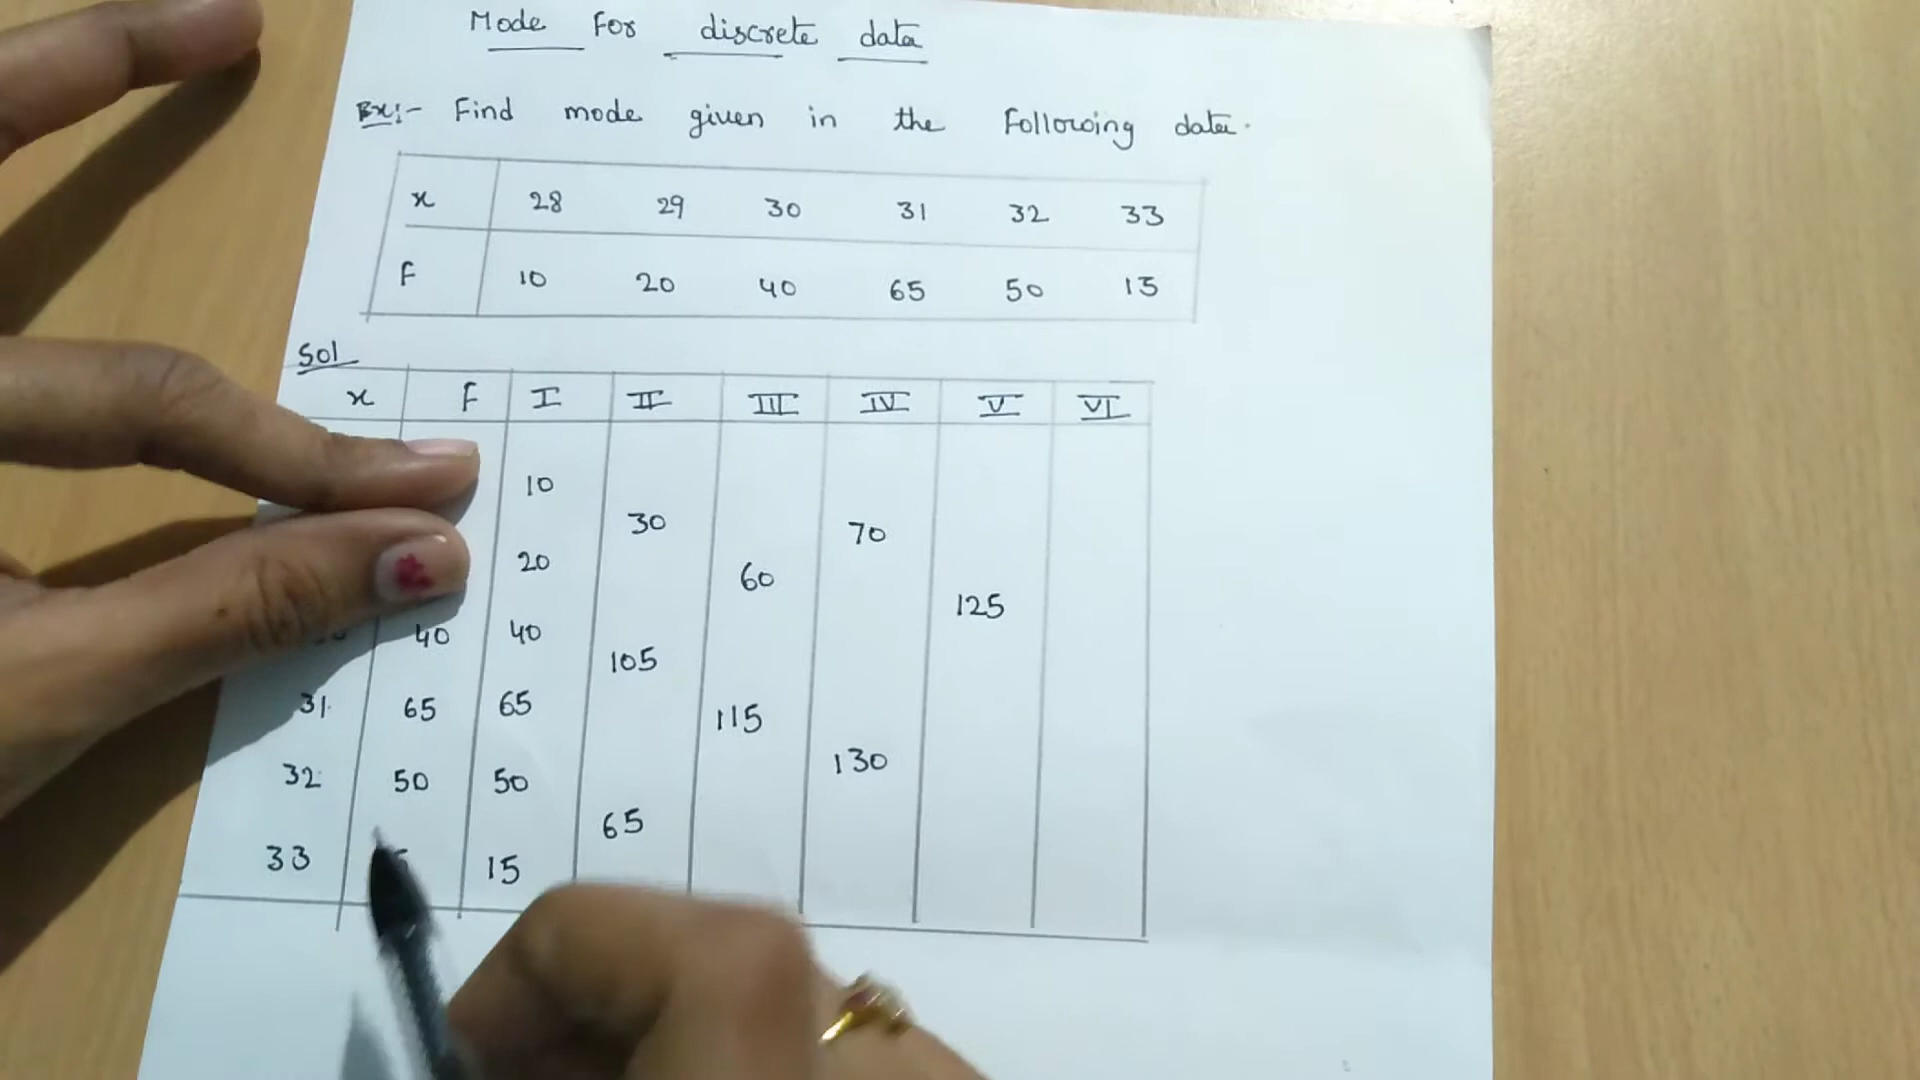 Mode For discrete data
Ex:- Find mode given in the Following data.
x 28 29 30 31 32 33
F 10 20 40 65 50 15
Sol
x F I II III IV V VI
10
30 70
20
60
125
40 40
105
31 65 65
115
130
32 50 50
65
33 15